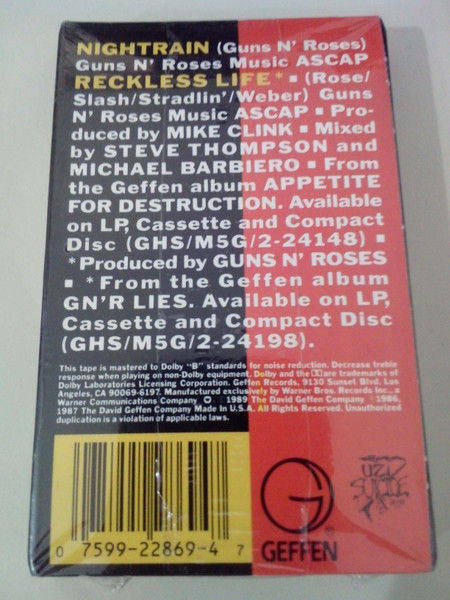 NIGHTRAIN (Guns N' Roses)
Guns N' Roses Music ASCAP
RECKLESS LIFE* ▪ (Rose/
Slash/Stradlin'/Weber) Guns
N' Roses Music ASCAP ▪ Pro-
duced by MIKE CLINK ▪ Mixed
by STEVE THOMPSON and
MICHAEL BARBIERO ▪ From
the Geffen album APPETITE
FOR DESTRUCTION. Available
on LP, Cassette and Compact
Disc (GHS/M5G/2-24148) ▪
*Produced by GUNS N' ROSES
▪ *From the Geffen album
GN'R LIES. Available on LP,
Cassette and Compact Disc
(GHS/M5G/2-24198).
This tape is mastered to Dolby "B" standards for noise reduction. Decrease treble
response when playing on non-Dolby equipment. Dolby and the are trademarks of
Dolby Laboratories Licensing Corporation. Geffen Records, 9130 Sunset Blvd. Los
Angeles, CA 90069-6197. Manufactured exclusively by Warner Bros. Records Inc., a
Warner Communications Company ℗ 1989 The David Geffen Company 1986,
1987 The David Geffen Company Made In U.S.A. All Rights Reserved. Unauthorized
duplication is a violation of applicable laws.
0 7599-22869-4 7
GEFFEN
UZI
SUICIDE